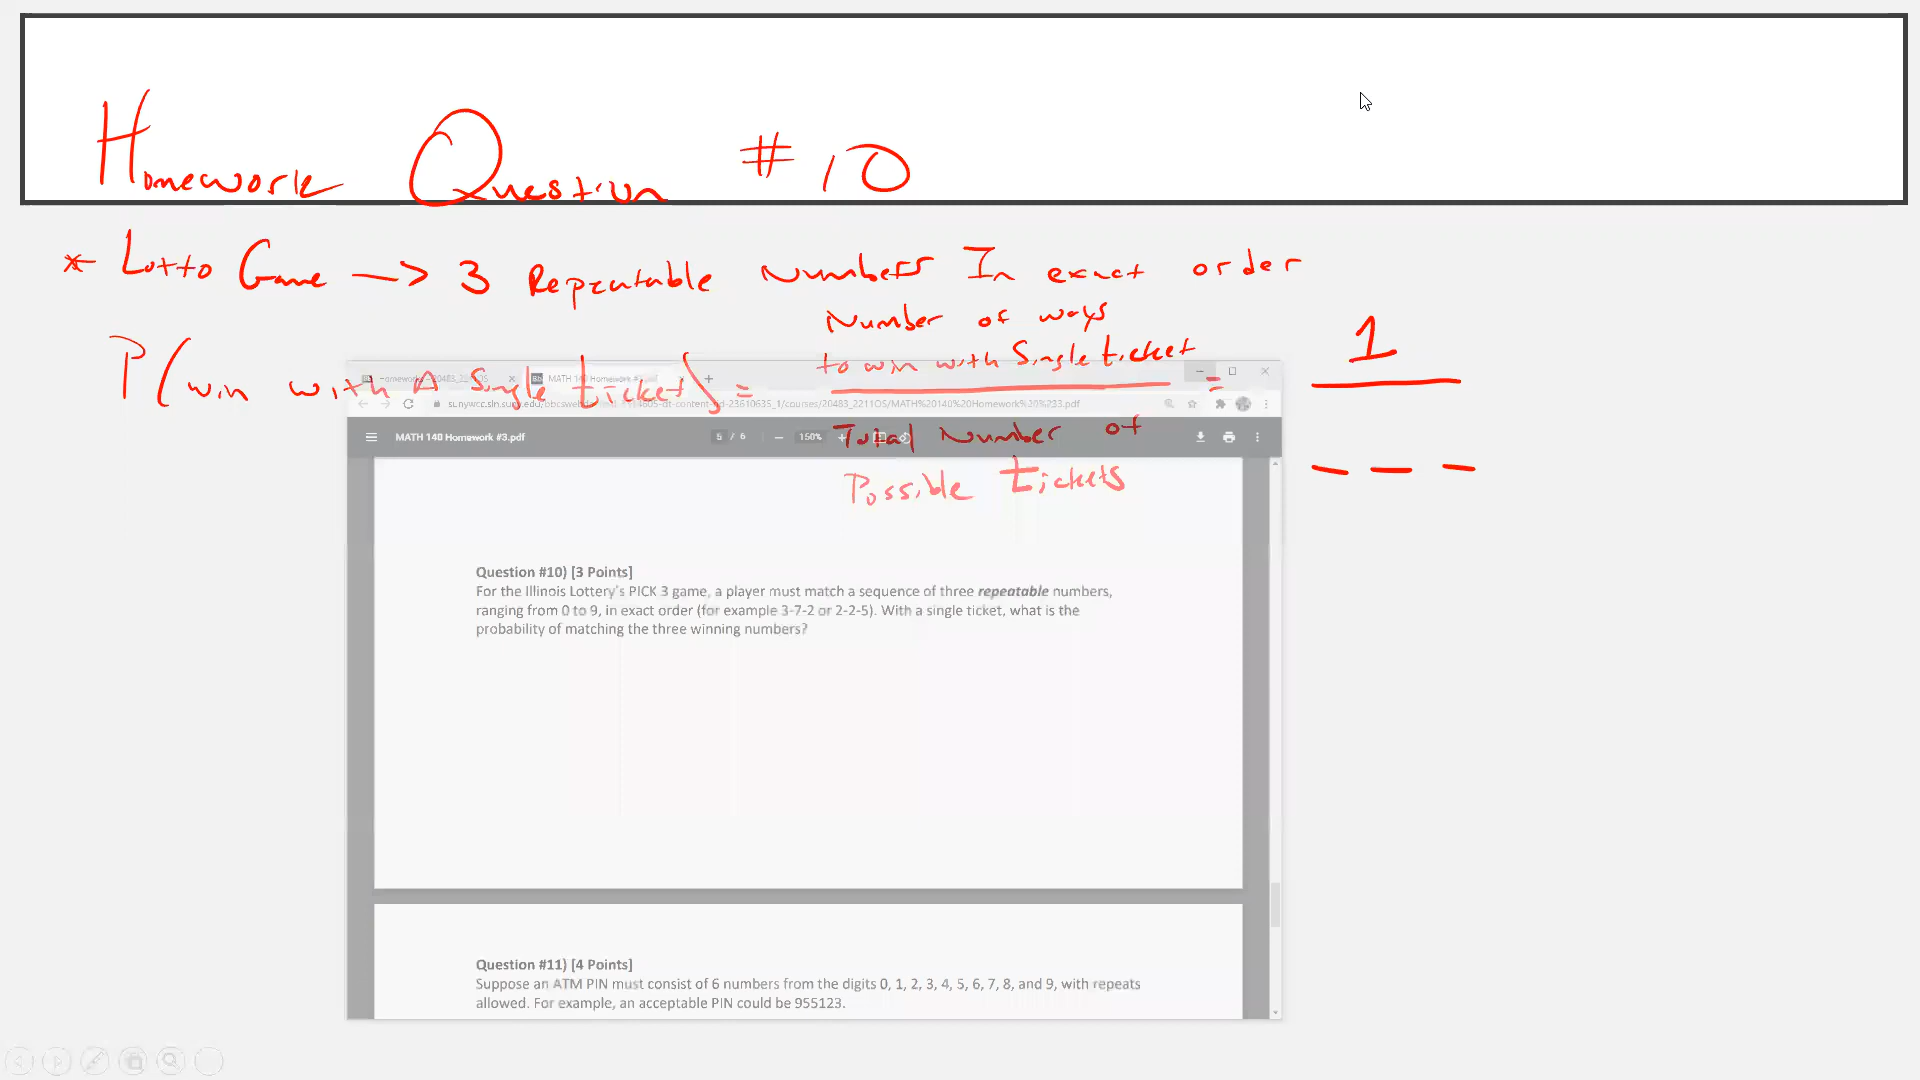 Homework Question # 10
* Lotto Game —> 3 Repeatable Numbers In exact order
Number of ways
to win with Single ticket
1
P(win with A Single ticket) = =
Total Number of
Possible tickets
_ _ _
MATH 140 Homework #3.pdf
5 / 6
150%
Question #10) [3 Points]
For the Illinois Lottery's PICK 3 game, a player must match a sequence of three repeatable numbers,
ranging from 0 to 9, in exact order (for example 3-7-2 or 2-2-5). With a single ticket, what is the
probability of matching the three winning numbers?
Question #11) [4 Points]
Suppose an ATM PIN must consist of 6 numbers from the digits 0, 1, 2, 3, 4, 5, 6, 7, 8, and 9, with repeats
allowed. For example, an acceptable PIN could be 955123.